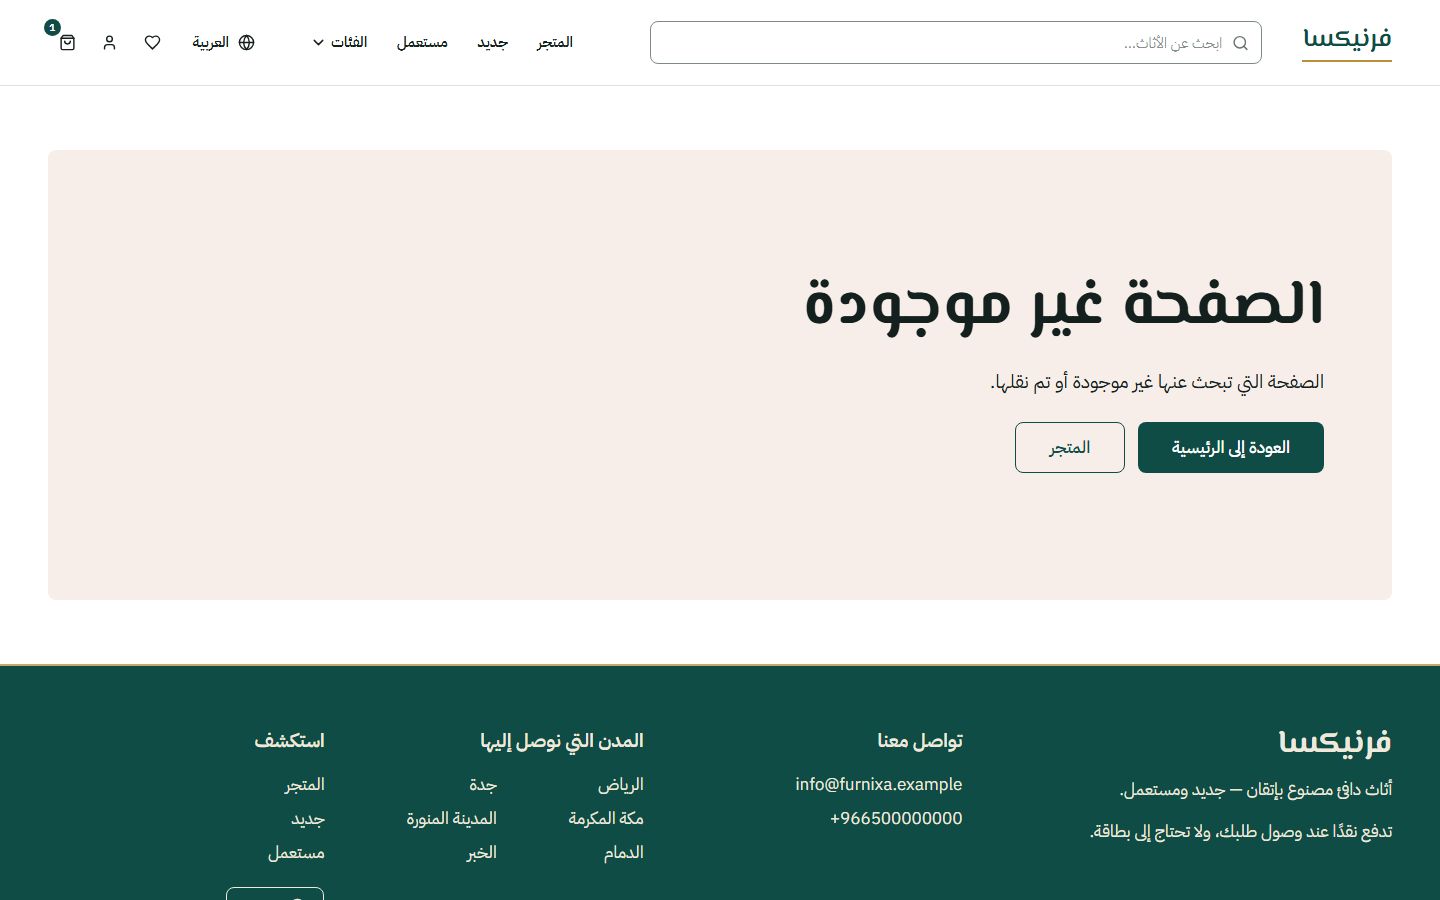 فرنيكسا
ابحث عن الأثاث...
المتجر
جديد
مستعمل
الفئات
العربية
1
الصفحة غير موجودة
الصفحة التي تبحث عنها غير موجودة أو تم نقلها.
العودة إلى الرئيسية
المتجر
فرنيكسا
أثاث دافئ مصنوع بإتقان — جديد ومستعمل.
تدفع نقدًا عند وصول طلبك، ولا تحتاج إلى بطاقة.
تواصل معنا
info@furnixa.example
+966500000000
المدن التي نوصل إليها
الرياض
جدة
مكة المكرمة
المدينة المنورة
الدمام
الخبر
استكشف
المتجر
جديد
مستعمل